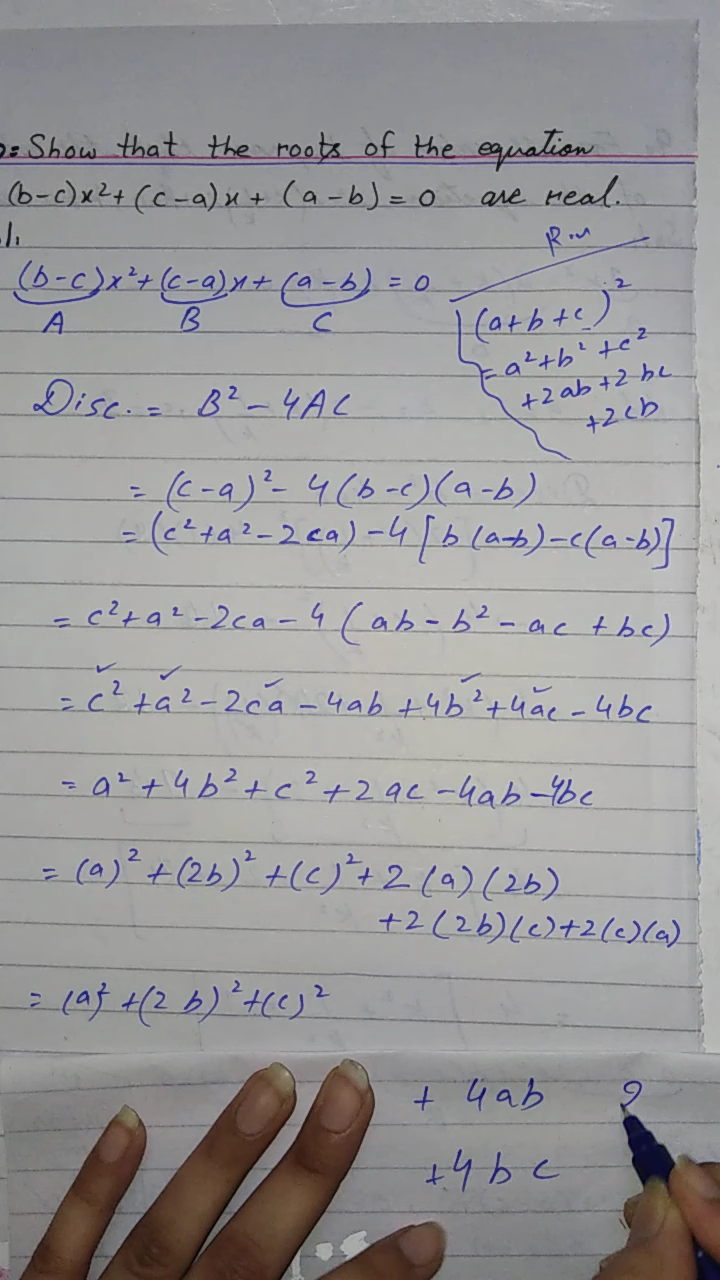 = Show that the roots of the equation
(b-c)x² + (c-a)x + (a-b) = 0 are real.
(b-c)x² + (c-a)x + (a-b) = 0
A B C
(a+b+c)²
= a² + b² + c²
+ 2ab + 2bc
+ 2cb
Disc. = B² - 4AC
= (c-a)² - 4(b-c)(a-b)
= (c² + a² - 2ca) - 4[b(a-b) - c(a-b)]
= c² + a² - 2ca - 4(ab - b² - ac + bc)
= c² + a² - 2ca - 4ab + 4b² + 4ac - 4bc
= a² + 4b² + c² + 2ac - 4ab - 4bc
= (a)² + (2b)² + (c)² + 2(a)(2b)
+ 2(2b)(c) + 2(c)(a)
= (a)² + (2b)² + (c)²
+ 4ab
+ 4bc